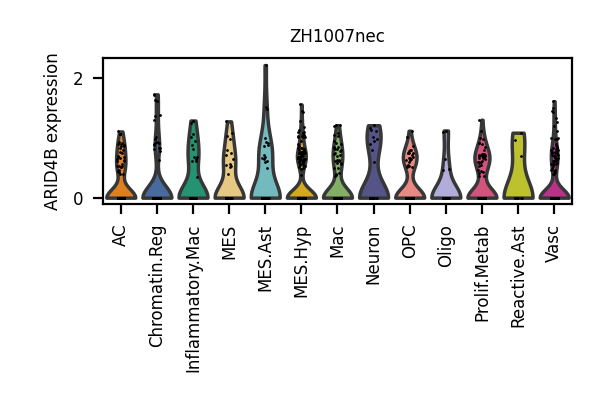 ZH1007nec
ARID4B expression
2
0
AC
Chromatin.Reg
Inflammatory.Mac
MES
MES.Ast
MES.Hyp
Mac
Neuron
OPC
Oligo
Prolif.Metab
Reactive.Ast
Vasc